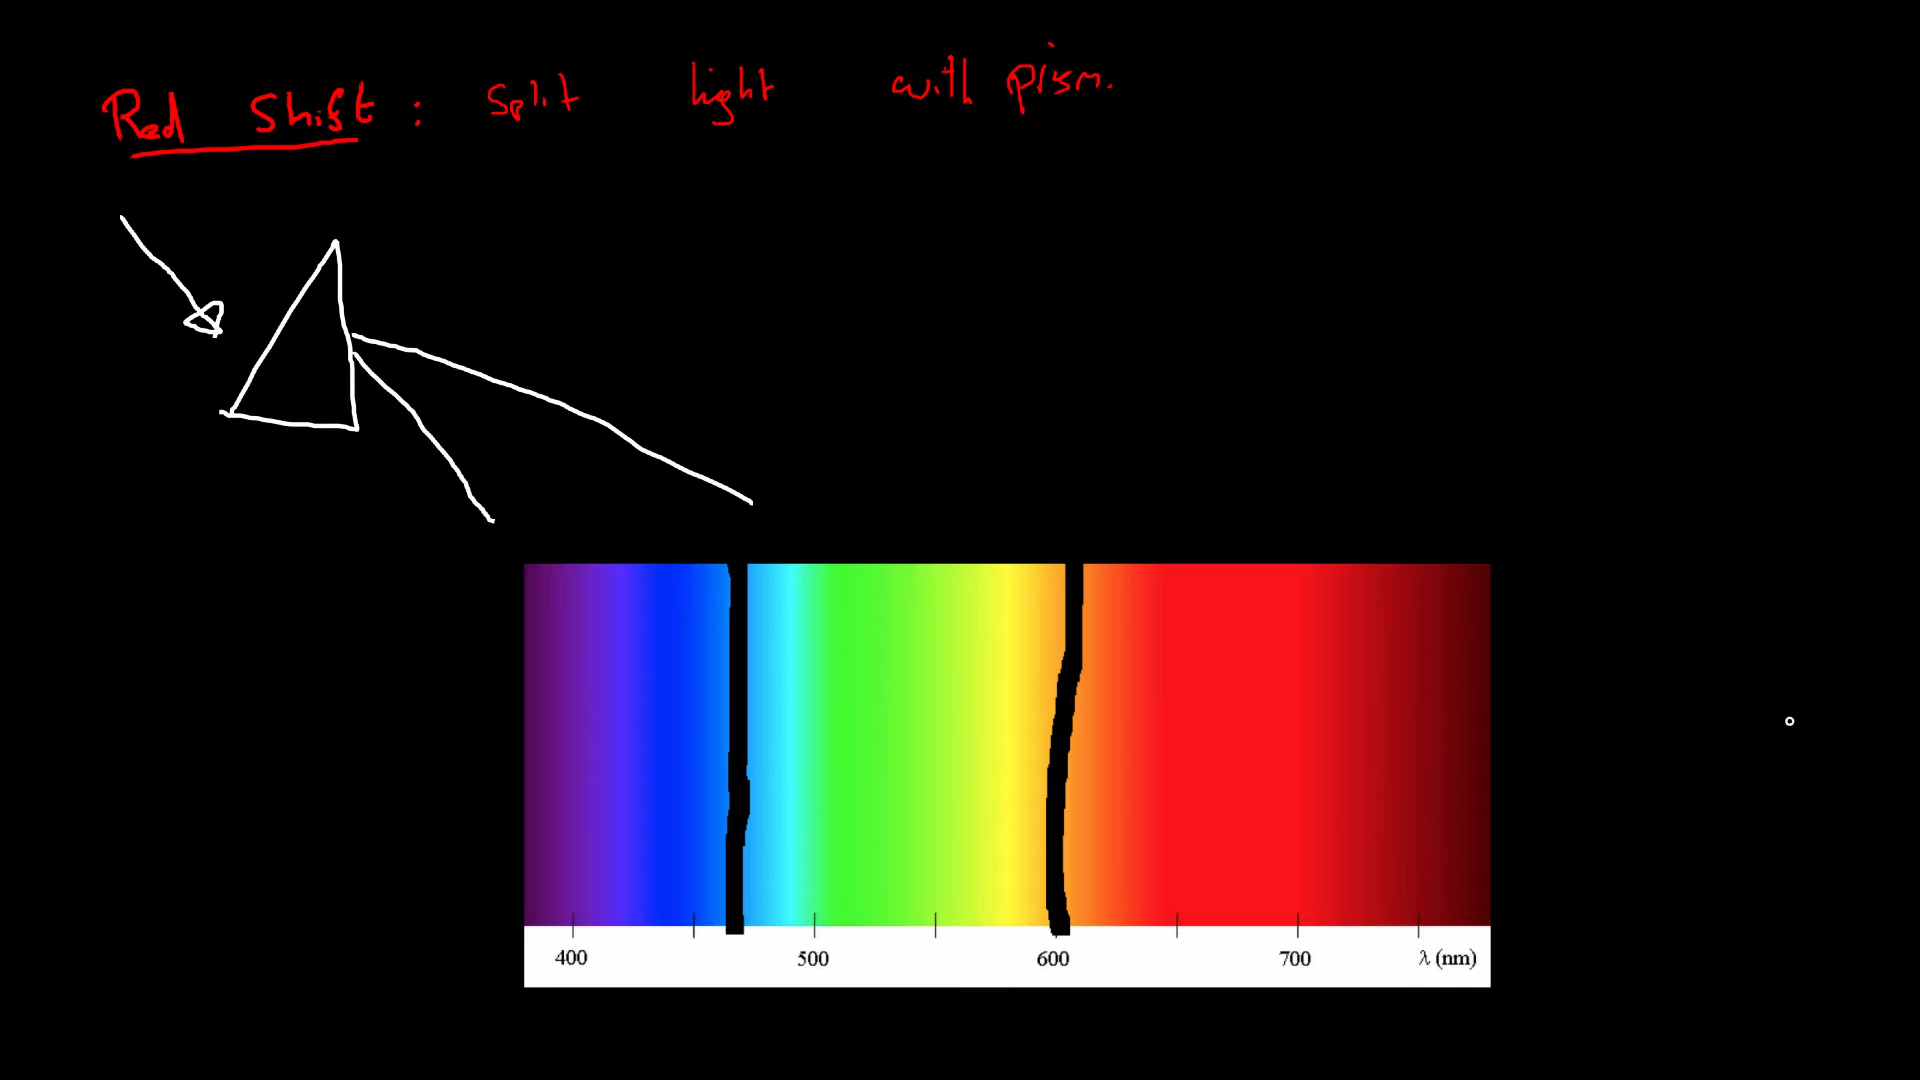 Red Shift: Split light with prism.
400 500 600 700 λ (nm)